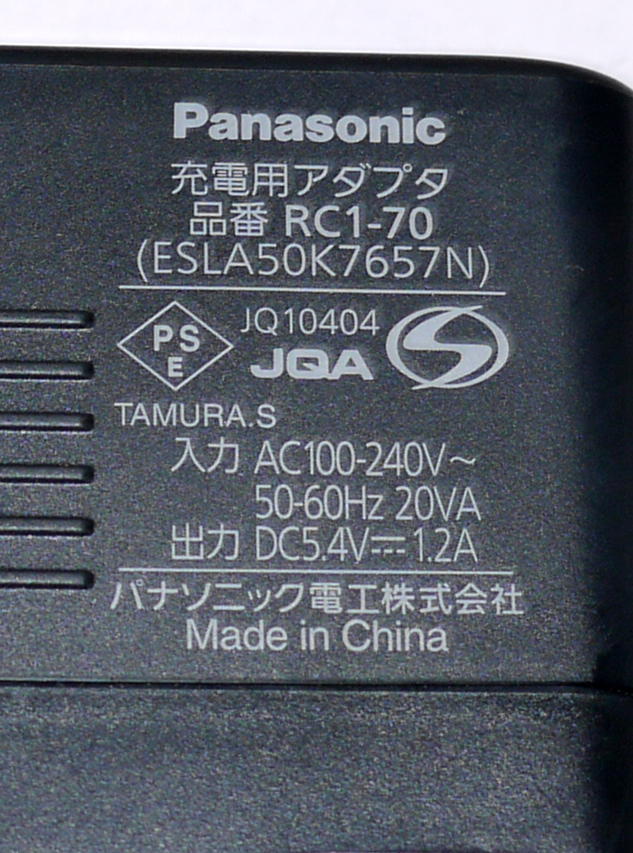 Panasonic
充電用アダプタ
品番 RC1-70
(ESLA50K7657N)
PS
E
JQ10404
JQA
S
TAMURA.S
入力 AC100-240V～
50-60Hz 20VA
出力 DC5.4V⎓1.2A
パナソニック電工株式会社
Made in China